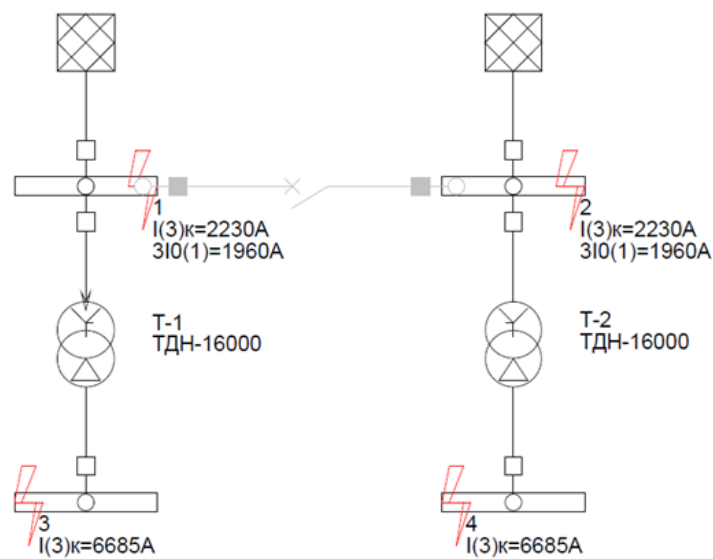 1
I(3)к=2230А
3I0(1)=1960А
2
I(3)к=2230А
3I0(1)=1960А
Т-1
ТДН-16000
Т-2
ТДН-16000
3
I(3)к=6685А
4
I(3)к=6685А